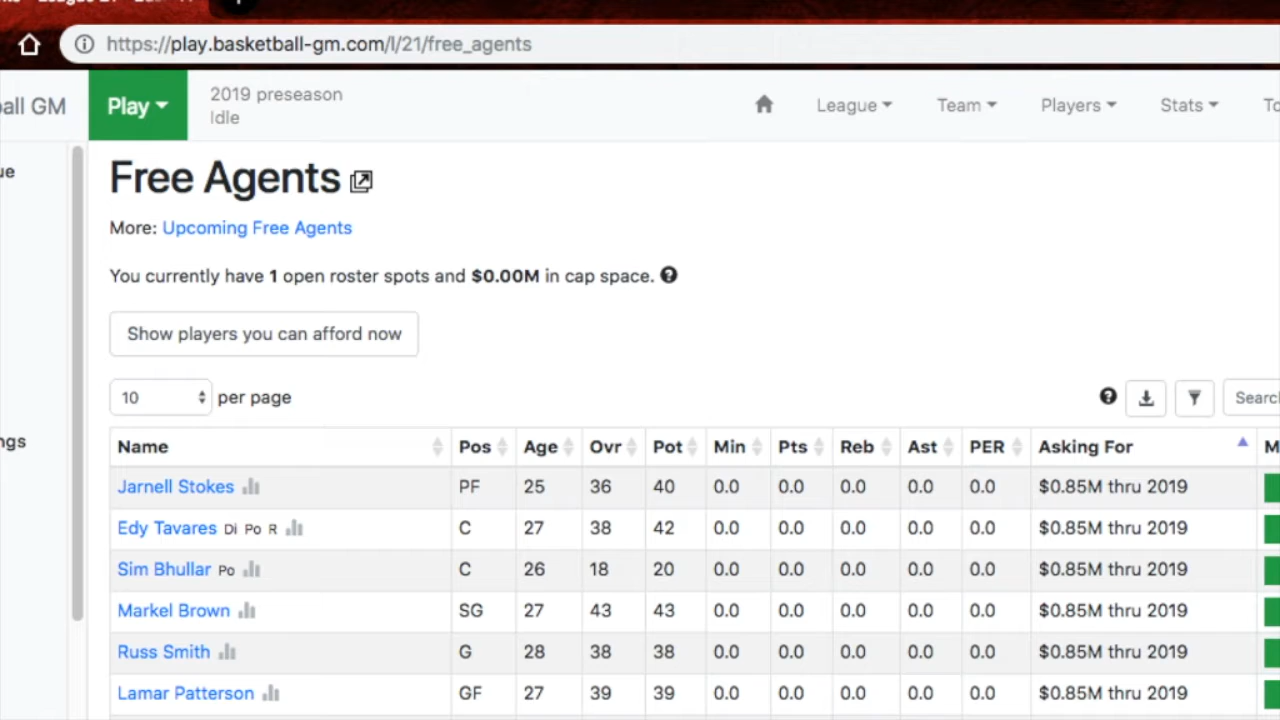 https://play.basketball-gm.com/l/21/free_agents
all GM
Play
2019 preseason
Idle
League
Team
Players
Stats
To
ue
Free Agents
More: Upcoming Free Agents
You currently have 1 open roster spots and $0.00M in cap space.
Show players you can afford now
10 per page
Search
ngs
Name Pos Age Ovr Pot Min Pts Reb Ast PER Asking For M
Jarnell Stokes PF 25 36 40 0.0 0.0 0.0 0.0 0.0 $0.85M thru 2019
Edy Tavares Di Po R C 27 38 42 0.0 0.0 0.0 0.0 0.0 $0.85M thru 2019
Sim Bhullar Po C 26 18 20 0.0 0.0 0.0 0.0 0.0 $0.85M thru 2019
Markel Brown SG 27 43 43 0.0 0.0 0.0 0.0 0.0 $0.85M thru 2019
Russ Smith G 28 38 38 0.0 0.0 0.0 0.0 0.0 $0.85M thru 2019
Lamar Patterson GF 27 39 39 0.0 0.0 0.0 0.0 0.0 $0.85M thru 2019